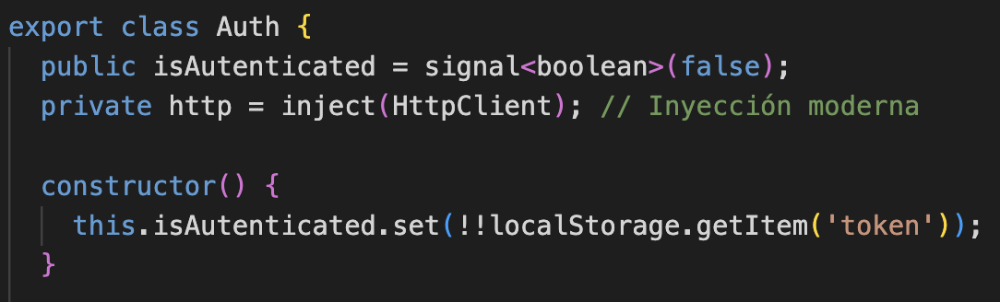 export class Auth {
public isAutenticated = signal<boolean>(false);
private http = inject(HttpClient); // Inyección moderna
constructor() {
this.isAutenticated.set(!!localStorage.getItem('token'));
}